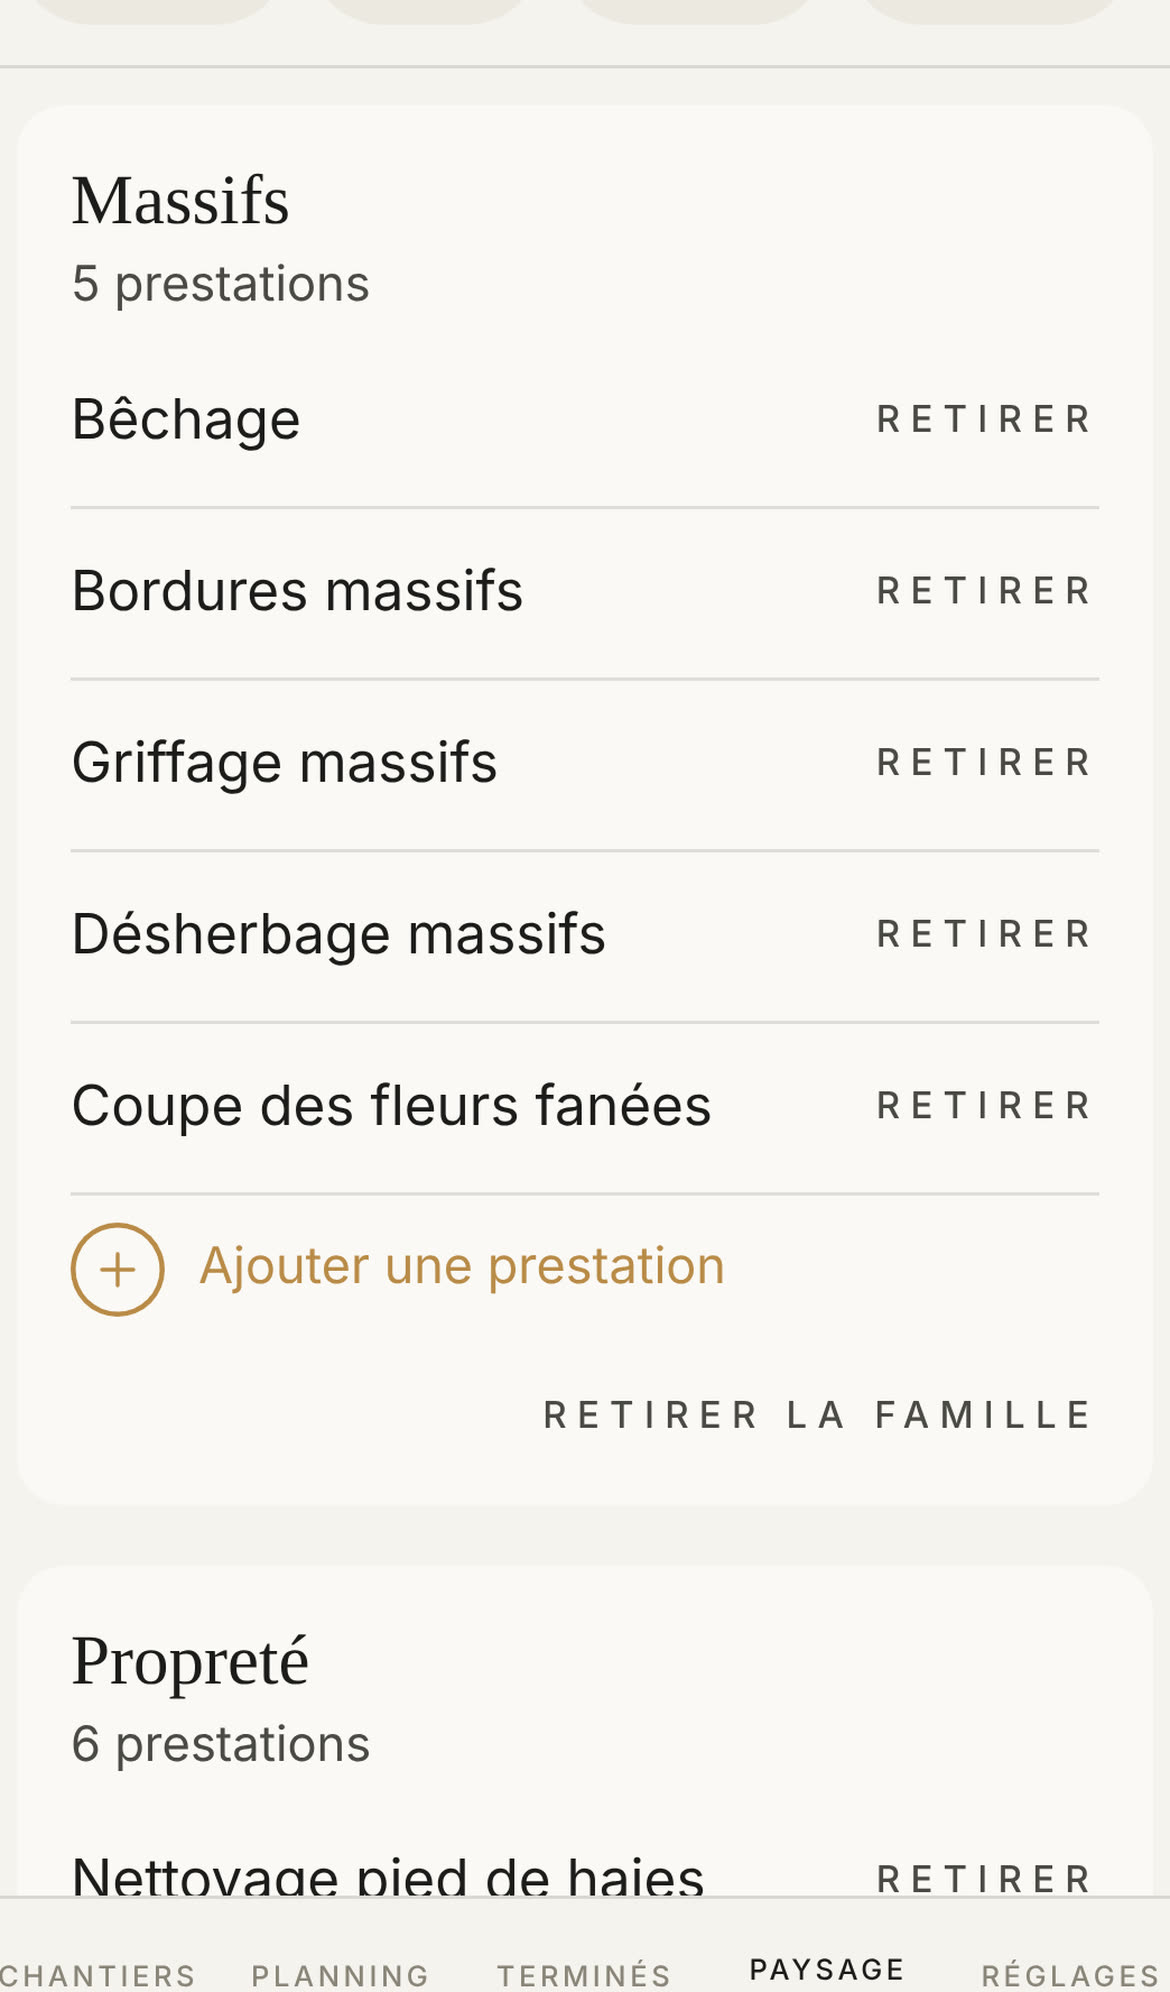 Massifs
5 prestations
Bêchage RETIRER
Bordures massifs RETIRER
Griffage massifs RETIRER
Désherbage massifs RETIRER
Coupe des fleurs fanées RETIRER
Ajouter une prestation
RETIRER LA FAMILLE
Propreté
6 prestations
Nettoyage pied de haies RETIRER
CHANTIERS PLANNING TERMINÉS PAYSAGE RÉGLAGES